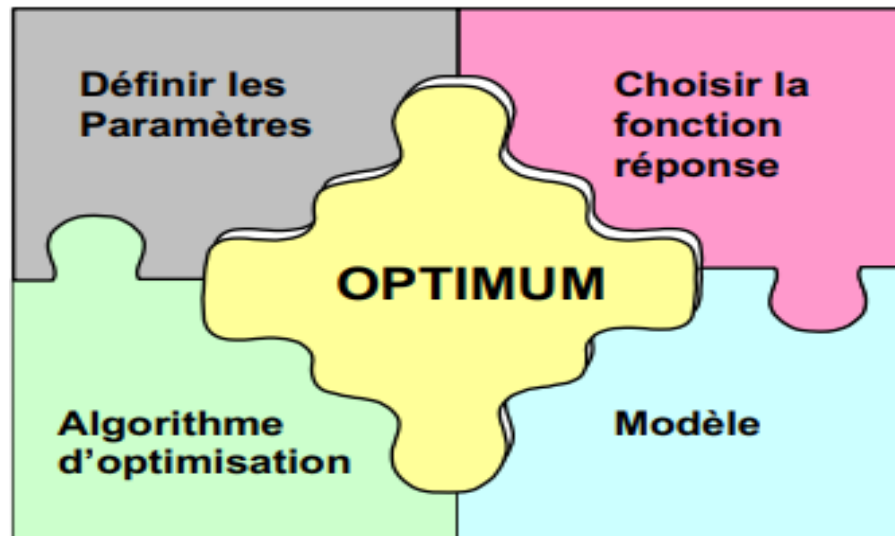 Définir les
Paramètres
Choisir la
fonction
réponse
OPTIMUM
Algorithme
d'optimisation
Modèle